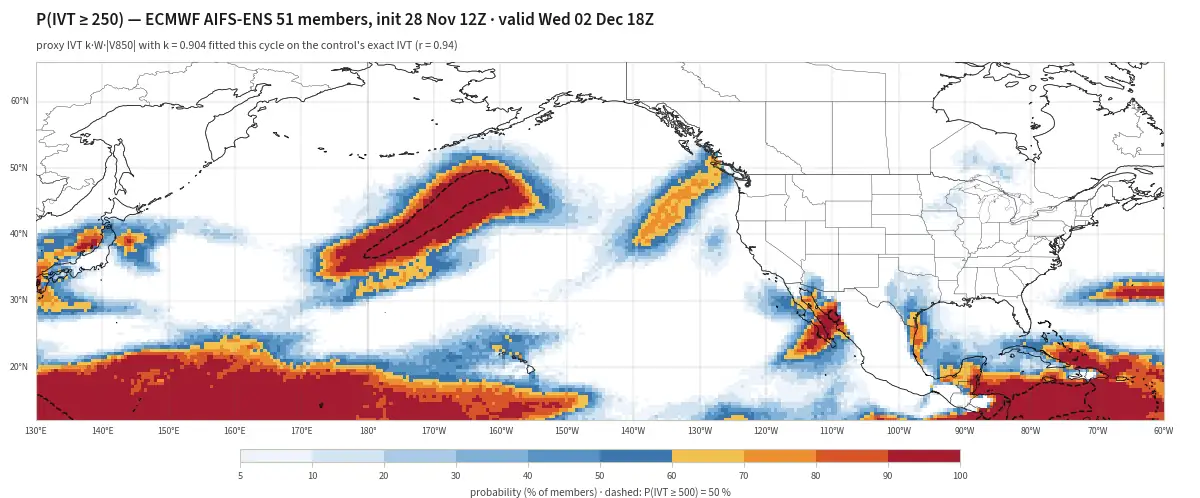 P(IVT ≥ 250) — ECMWF AIFS-ENS 51 members, init 28 Nov 12Z · valid Wed 02 Dec 18Z
proxy IVT k·W·|V850| with k = 0.904 fitted this cycle on the control's exact IVT (r = 0.94)
60°N
50°N
40°N
30°N
20°N
130°E 140°E 150°E 160°E 170°E 180° 170°W 160°W 150°W 140°W 130°W 120°W 110°W 100°W 90°W 80°W 70°W 60°W
5 10 20 30 40 50 60 70 80 90 100
probability (% of members) · dashed: P(IVT ≥ 500) = 50 %